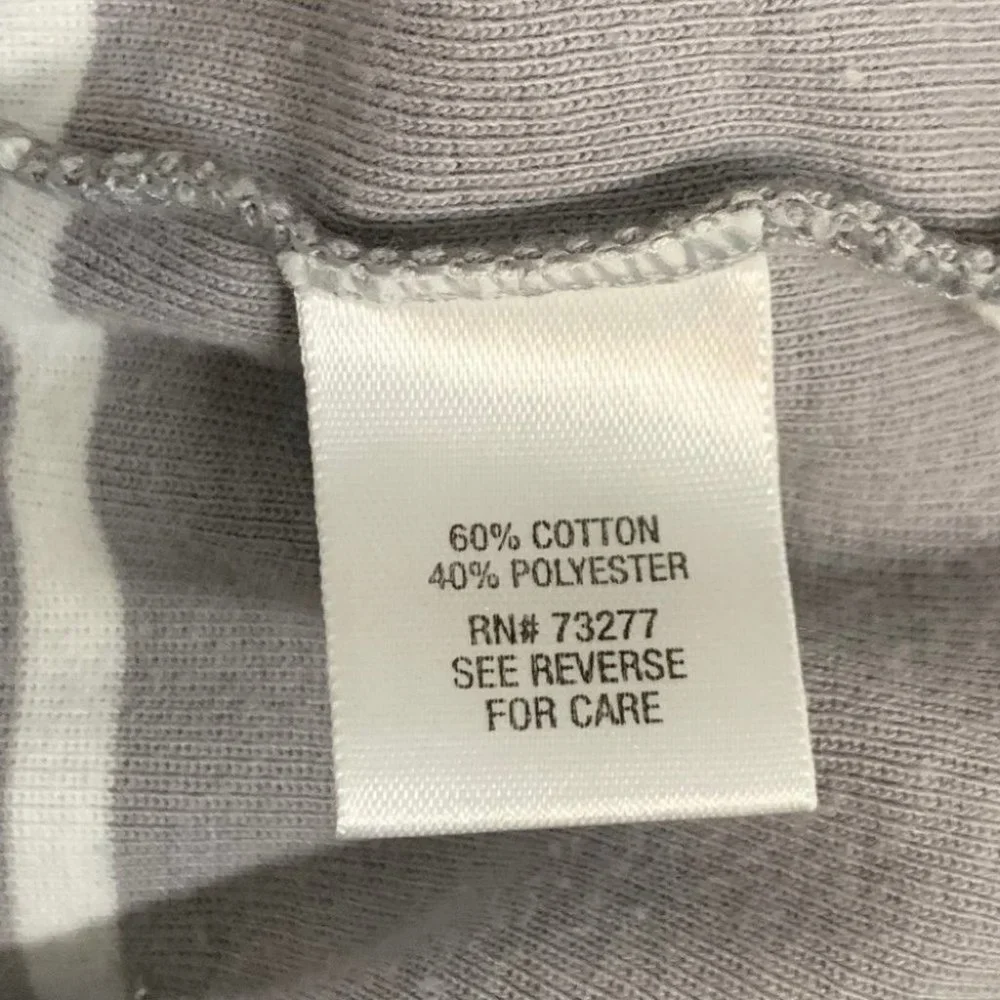 60% COTTON
40% POLYESTER
RN# 73277
SEE REVERSE
FOR CARE